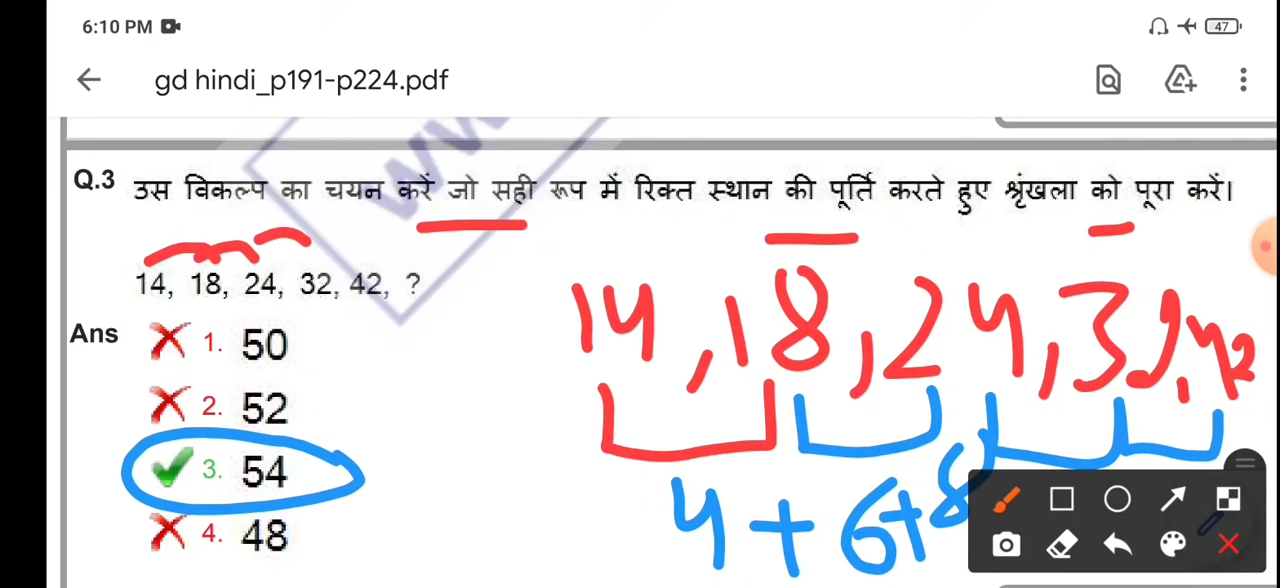 6:10 PM
47
gd hindi_p191-p224.pdf
ww
Q.3 उस विकल्प का चयन करें जो सही रूप में रिक्त स्थान की पूर्ति करते हुए श्रृंखला को पूरा करें।
14, 18, 24, 32, 42, ?
14, 18, 24, 32, 42
Ans 1. 50
2. 52
3. 54
4. 48
4 + 6 + 8